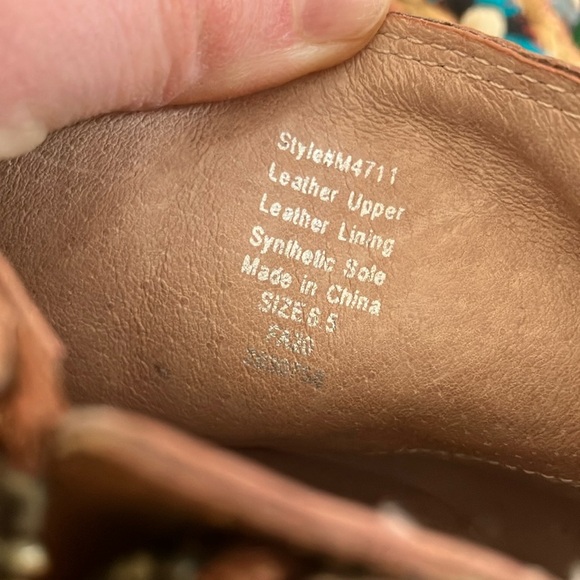 Style#M4711
Leather Upper
Leather Lining
Synthetic Sole
Made in China
SIZE:6.5